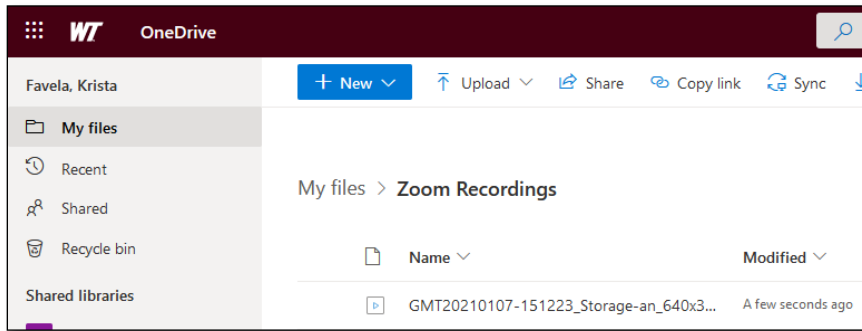 WT OneDrive
Favela, Krista
My files
Recent
Shared
Recycle bin
Shared libraries
New Upload Share Copy link Sync
My files > Zoom Recordings
Name Modified
GMT20210107-151223_Storage-an_640x3... A few seconds ago